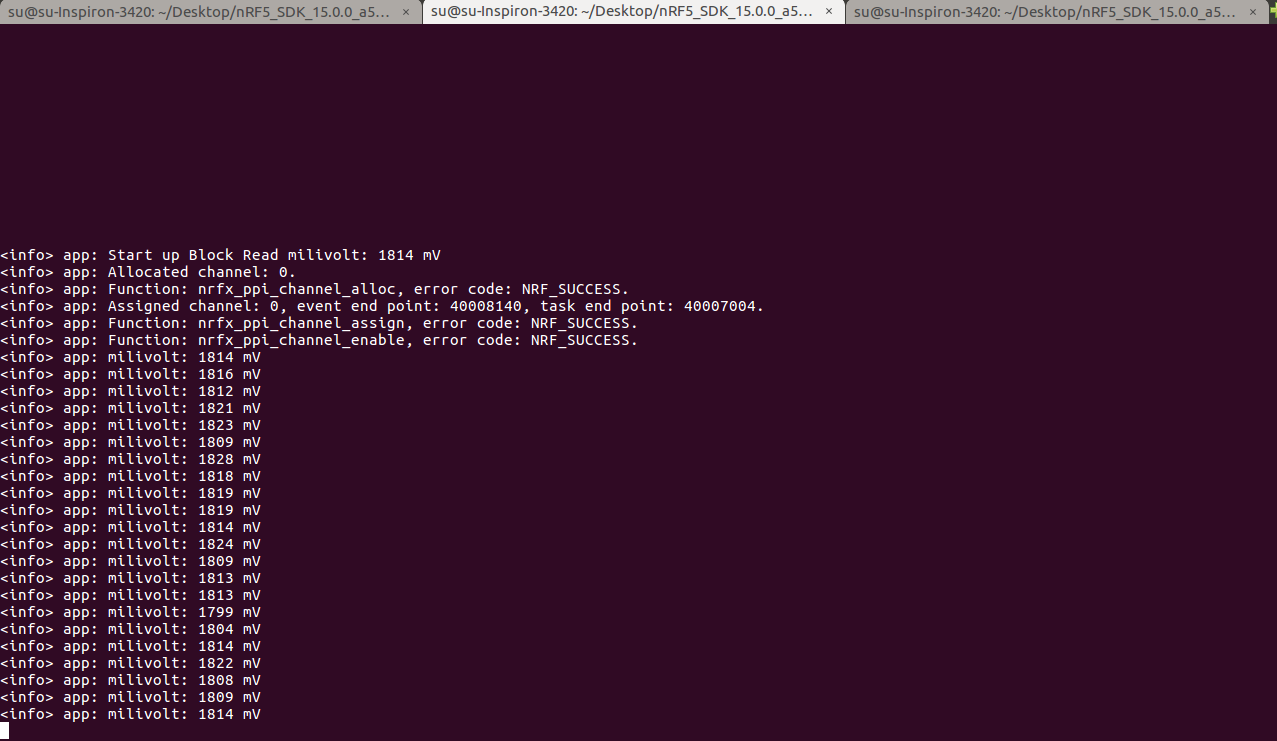 su@su-Inspiron-3420: ~/Desktop/nRF5_SDK_15.0.0_a5... × su@su-Inspiron-3420: ~/Desktop/nRF5_SDK_15.0.0_a5... × su@su-Inspiron-3420: ~/Desktop/nRF5_SDK_15.0.0_a5... ×
<info> app: Start up Block Read milivolt: 1814 mV
<info> app: Allocated channel: 0.
<info> app: Function: nrfx_ppi_channel_alloc, error code: NRF_SUCCESS.
<info> app: Assigned channel: 0, event end point: 40008140, task end point: 40007004.
<info> app: Function: nrfx_ppi_channel_assign, error code: NRF_SUCCESS.
<info> app: Function: nrfx_ppi_channel_enable, error code: NRF_SUCCESS.
<info> app: milivolt: 1814 mV
<info> app: milivolt: 1816 mV
<info> app: milivolt: 1812 mV
<info> app: milivolt: 1821 mV
<info> app: milivolt: 1823 mV
<info> app: milivolt: 1809 mV
<info> app: milivolt: 1828 mV
<info> app: milivolt: 1818 mV
<info> app: milivolt: 1819 mV
<info> app: milivolt: 1819 mV
<info> app: milivolt: 1814 mV
<info> app: milivolt: 1824 mV
<info> app: milivolt: 1809 mV
<info> app: milivolt: 1813 mV
<info> app: milivolt: 1813 mV
<info> app: milivolt: 1799 mV
<info> app: milivolt: 1804 mV
<info> app: milivolt: 1814 mV
<info> app: milivolt: 1822 mV
<info> app: milivolt: 1808 mV
<info> app: milivolt: 1809 mV
<info> app: milivolt: 1814 mV